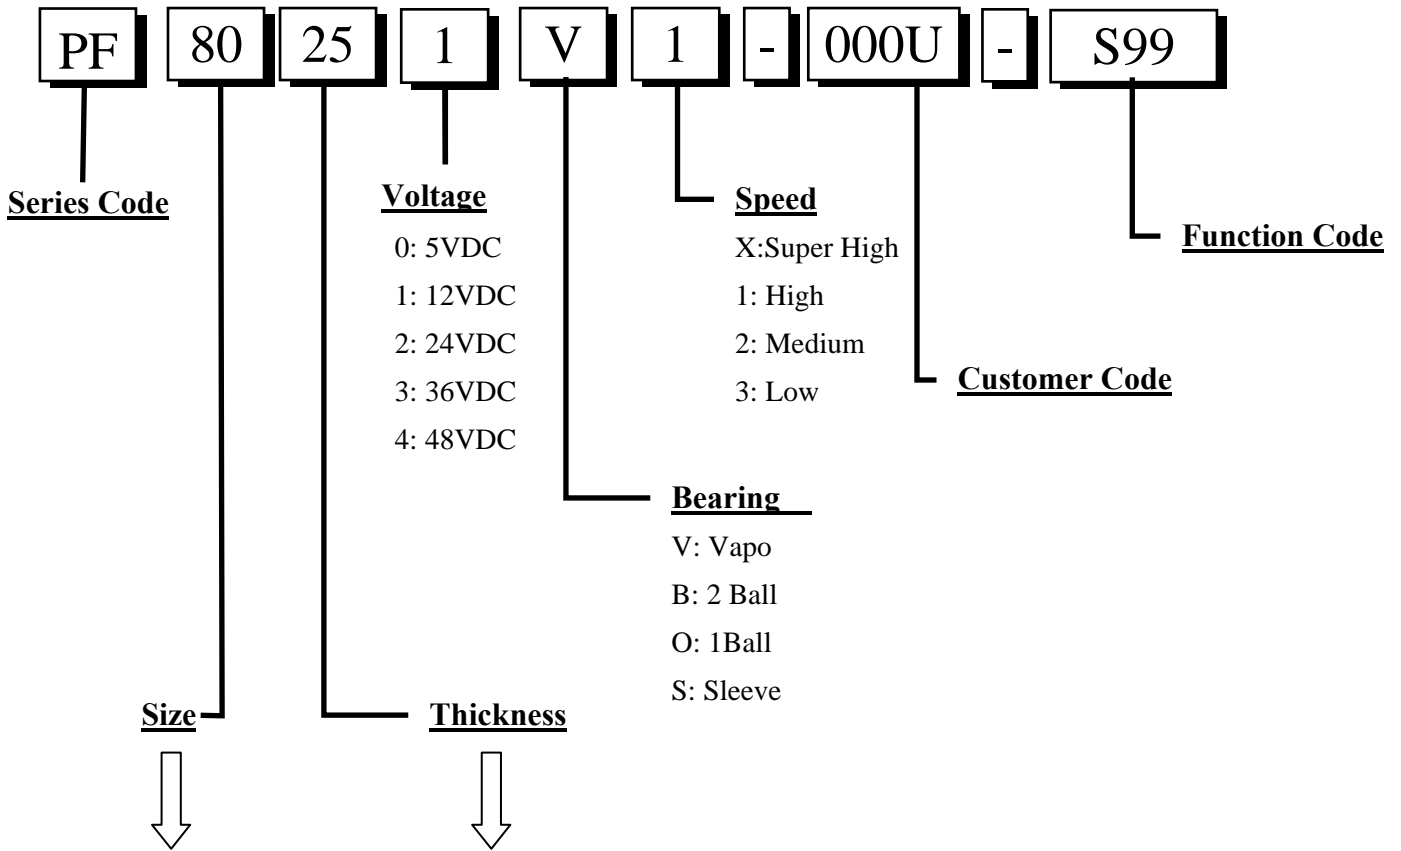 PF 80 25 1 V 1 - 000U - S99
Series Code
Voltage
0: 5VDC
1: 12VDC
2: 24VDC
3: 36VDC
4: 48VDC
Speed
X:Super High
1: High
2: Medium
3: Low
Function Code
Customer Code
Bearing
V: Vapo
B: 2 Ball
O: 1Ball
S: Sleeve
Size
Thickness